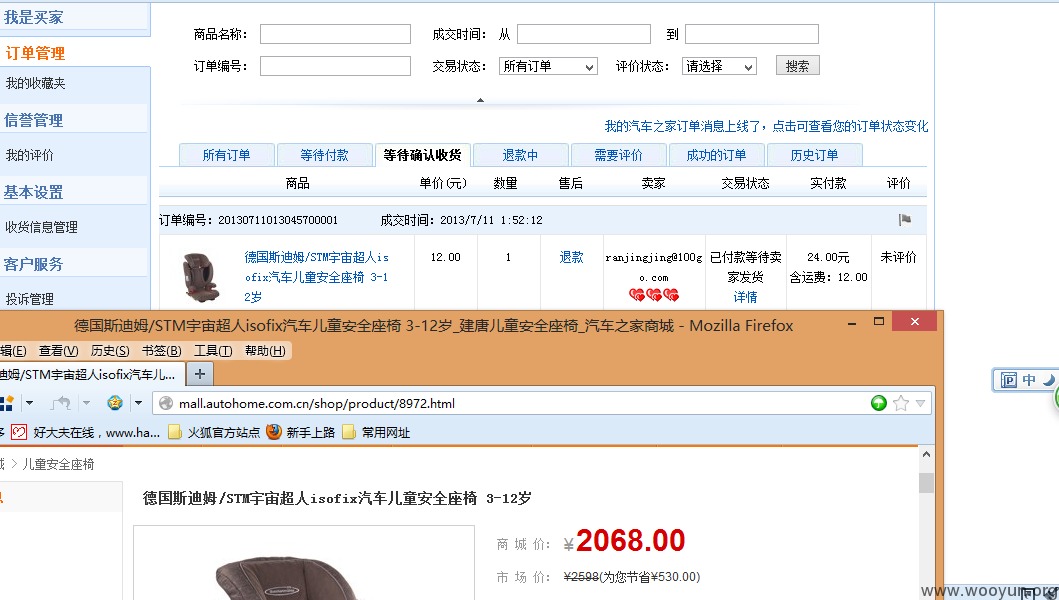 我是买家
订单管理
我的收藏夹
信誉管理
我的评价
基本设置
收货信息管理
客户服务
投诉管理
商品名称： 成交时间： 从 到
订单编号： 交易状态： 所有订单 评价状态： 请选择 搜索
我的汽车之家订单消息上线了，点击可查看您的订单状态变化
所有订单 等待付款 等待确认收货 退款中 需要评价 成功的订单 历史订单
商品 单价(元) 数量 售后 卖家 交易状态 实付款 评价
订单编号：20130711013045700001 成交时间：2013/7/11 1:52:12
德国斯迪姆/STM宇宙超人is 12.00 1 退款 ranjingjing@100g 已付款等待卖 24.00元 未评价
ofix汽车儿童安全座椅 3-1 o.com 家发货 含运费：12.00
2岁 详情
德国斯迪姆/STM宇宙超人isofix汽车儿童安全座椅 3-12岁_建唐儿童安全座椅_汽车之家商城 - Mozilla Firefox
辑(E) 查看(V) 历史(S) 书签(B) 工具(T) 帮助(H)
迪姆/STM宇宙超人isofix汽车儿...
mall.autohome.com.cn/shop/product/8972.html
好大夫在线，www.ha... 火狐官方站点 新手上路 常用网址
儿童安全座椅
德国斯迪姆/STM宇宙超人isofix汽车儿童安全座椅 3-12岁
商 城 价： ¥2068.00
市 场 价： ¥2598(为您节省¥530.00)
中
www.wooyun.org